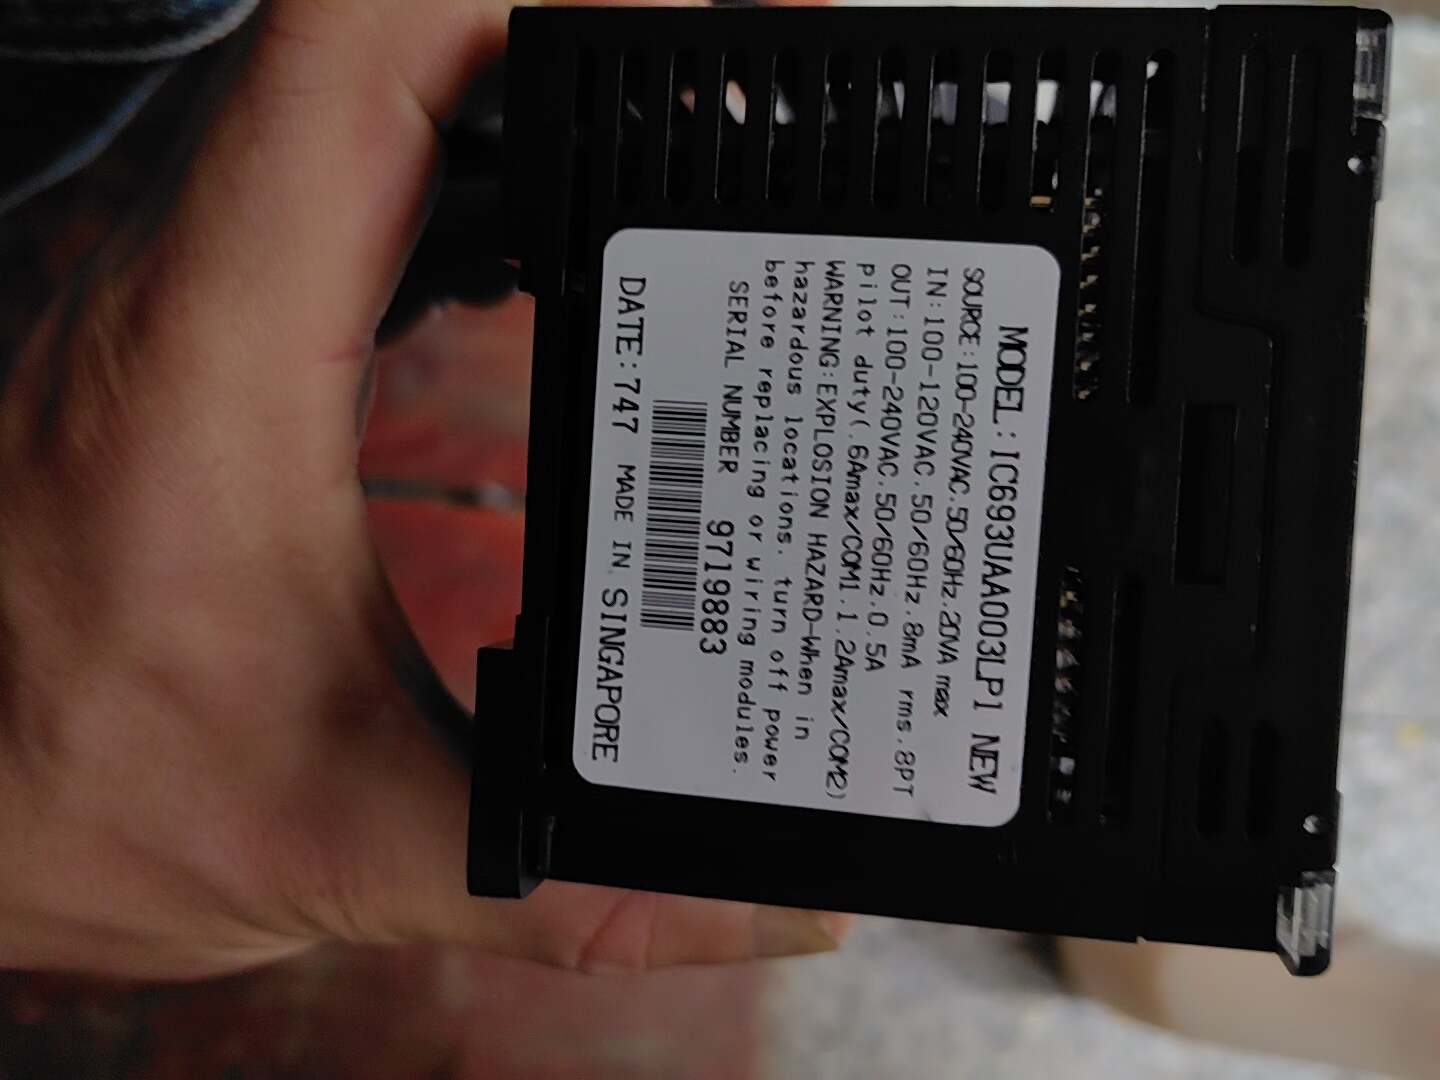 MODEL:IC693UAA003LP1 NEW
SOURCE:100-240VAC.50/60Hz.20VA max
IN:100-120VAC.50/60Hz.8mA rms.8PT
OUT:100-240VAC.50/60Hz.0.5A
pilot duty(.6Amax/COM1.1.2Amax/COM2)
WARNING:EXPLOSION HAZARD-When in
hazardous locations. turn off power
before replacing or wiring modules.
SERIAL NUMBER 9719883
DATE:747 MADE IN SINGAPORE